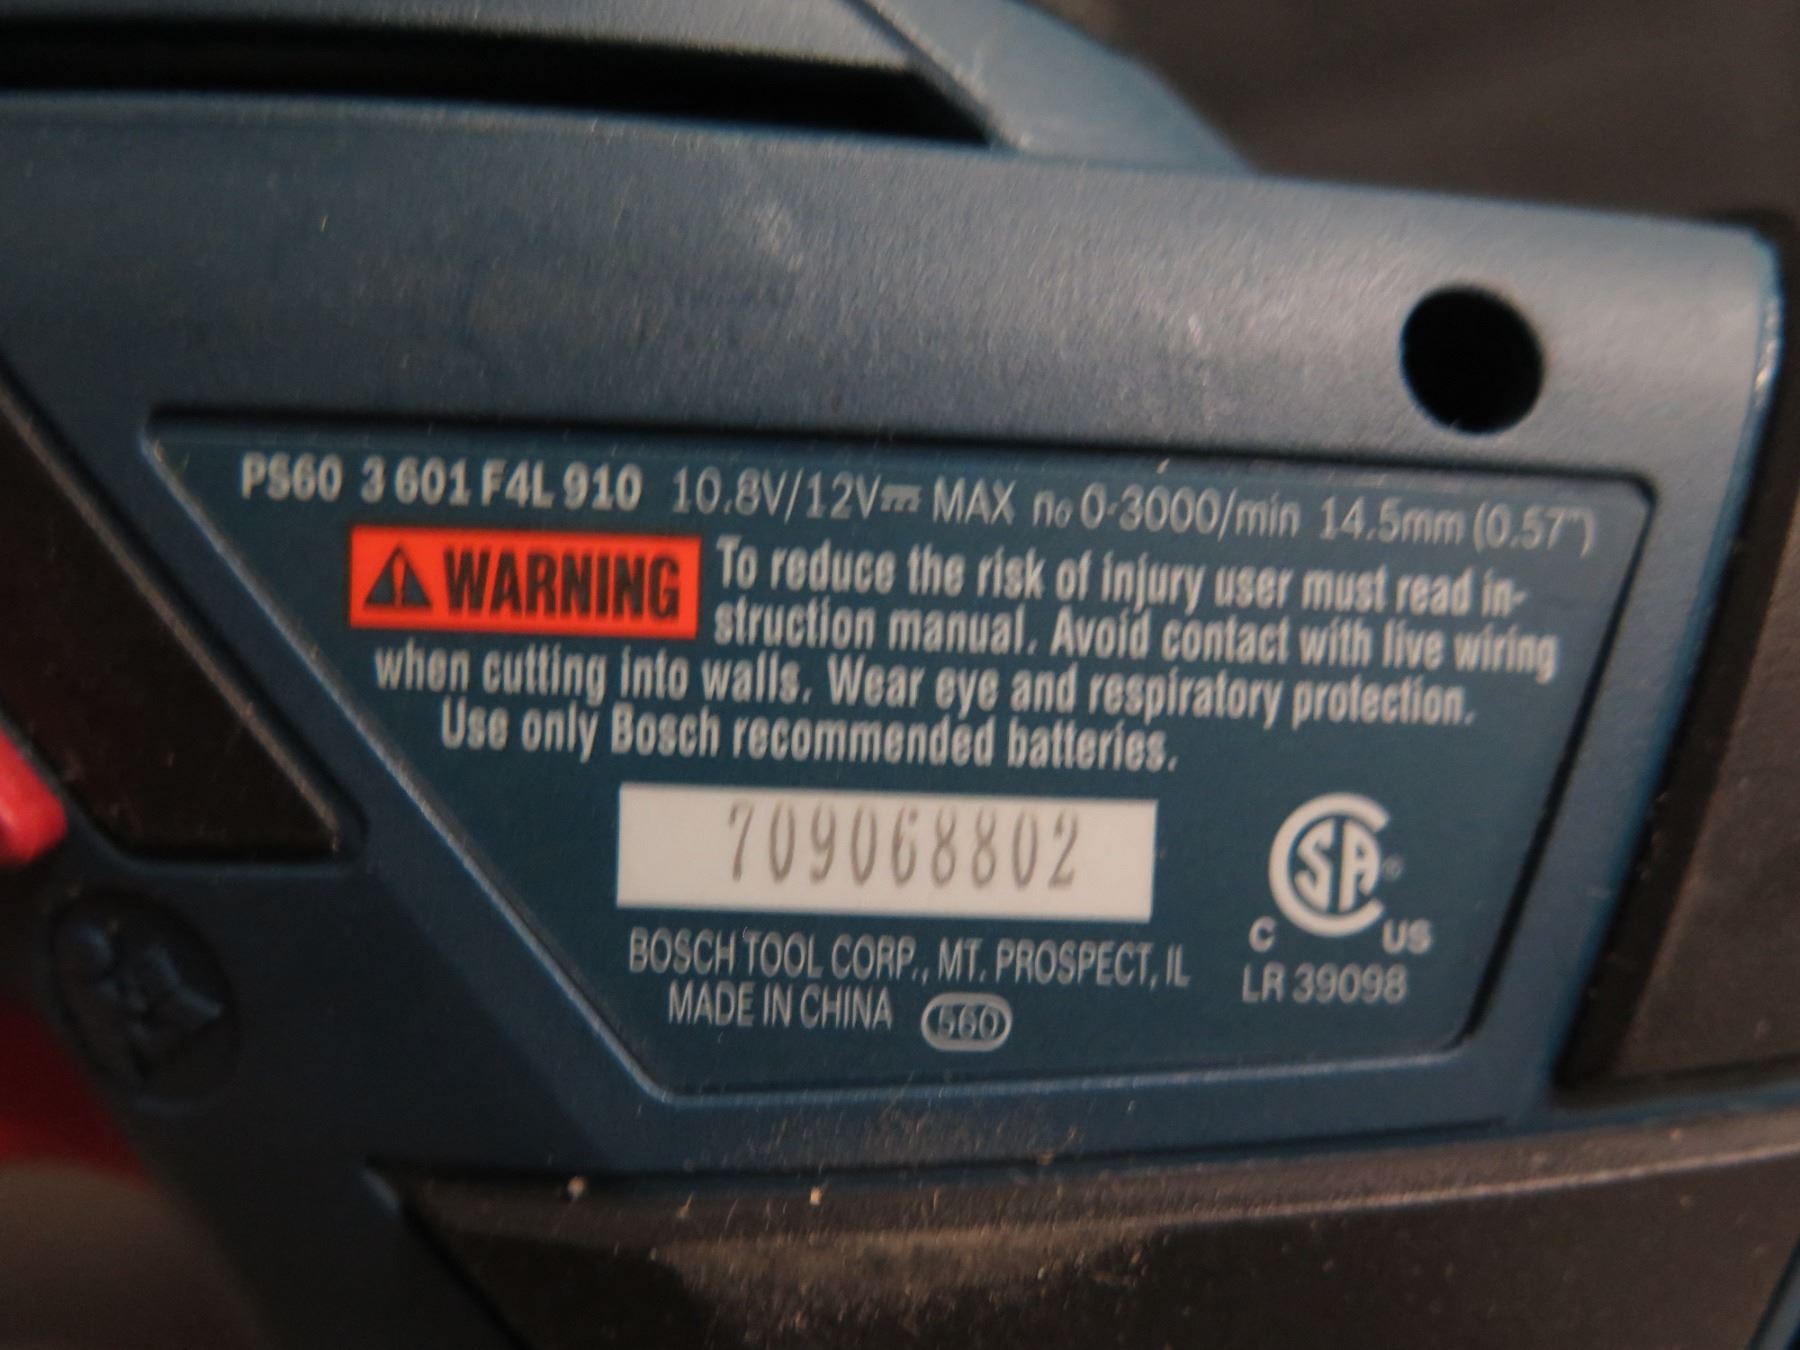 PS60 3 601 F4L 910 10.8V/12V⎓ MAX n₀ 0-3000/min 14.5mm (0.57")
WARNING To reduce the risk of injury user must read in-
struction manual. Avoid contact with live wiring
when cutting into walls. Wear eye and respiratory protection.
Use only Bosch recommended batteries.
709068802
BOSCH TOOL CORP., MT. PROSPECT, IL
MADE IN CHINA 560
CSA
C US
LR 39098